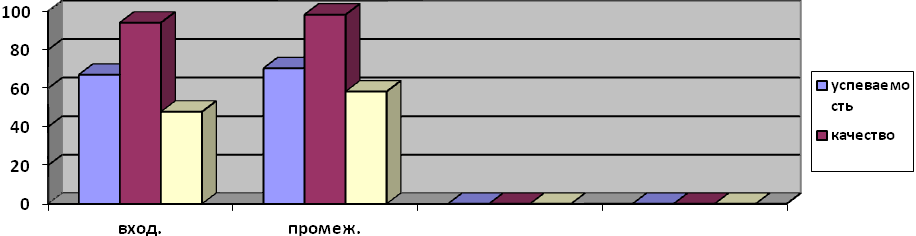 100
80
60
40
20
0
вход.
промеж.
успеваемо
сть
качество